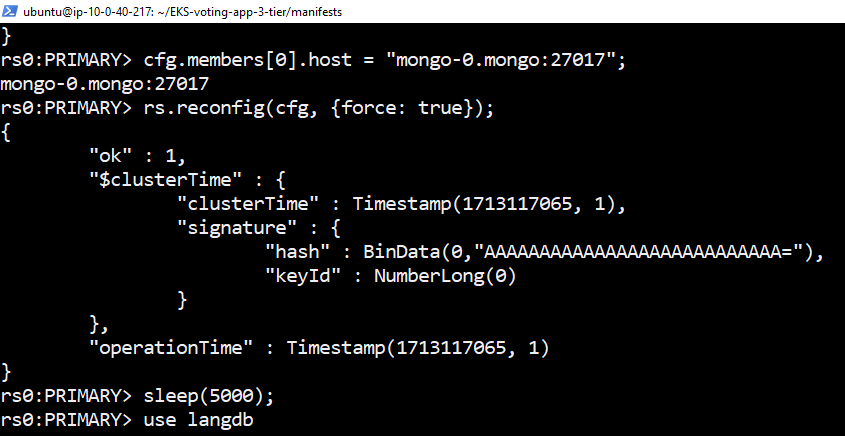 ubuntu@ip-10-0-40-217: ~/EKS-voting-app-3-tier/manifests
}
rs0:PRIMARY> cfg.members[0].host = "mongo-0.mongo:27017";
mongo-0.mongo:27017
rs0:PRIMARY> rs.reconfig(cfg, {force: true});
{
        "ok" : 1,
        "$clusterTime" : {
                "clusterTime" : Timestamp(1713117065, 1),
                "signature" : {
                        "hash" : BinData(0,"AAAAAAAAAAAAAAAAAAAAAAAAAAA="),
                        "keyId" : NumberLong(0)
                }
        },
        "operationTime" : Timestamp(1713117065, 1)
}
rs0:PRIMARY> sleep(5000);
rs0:PRIMARY> use langdb